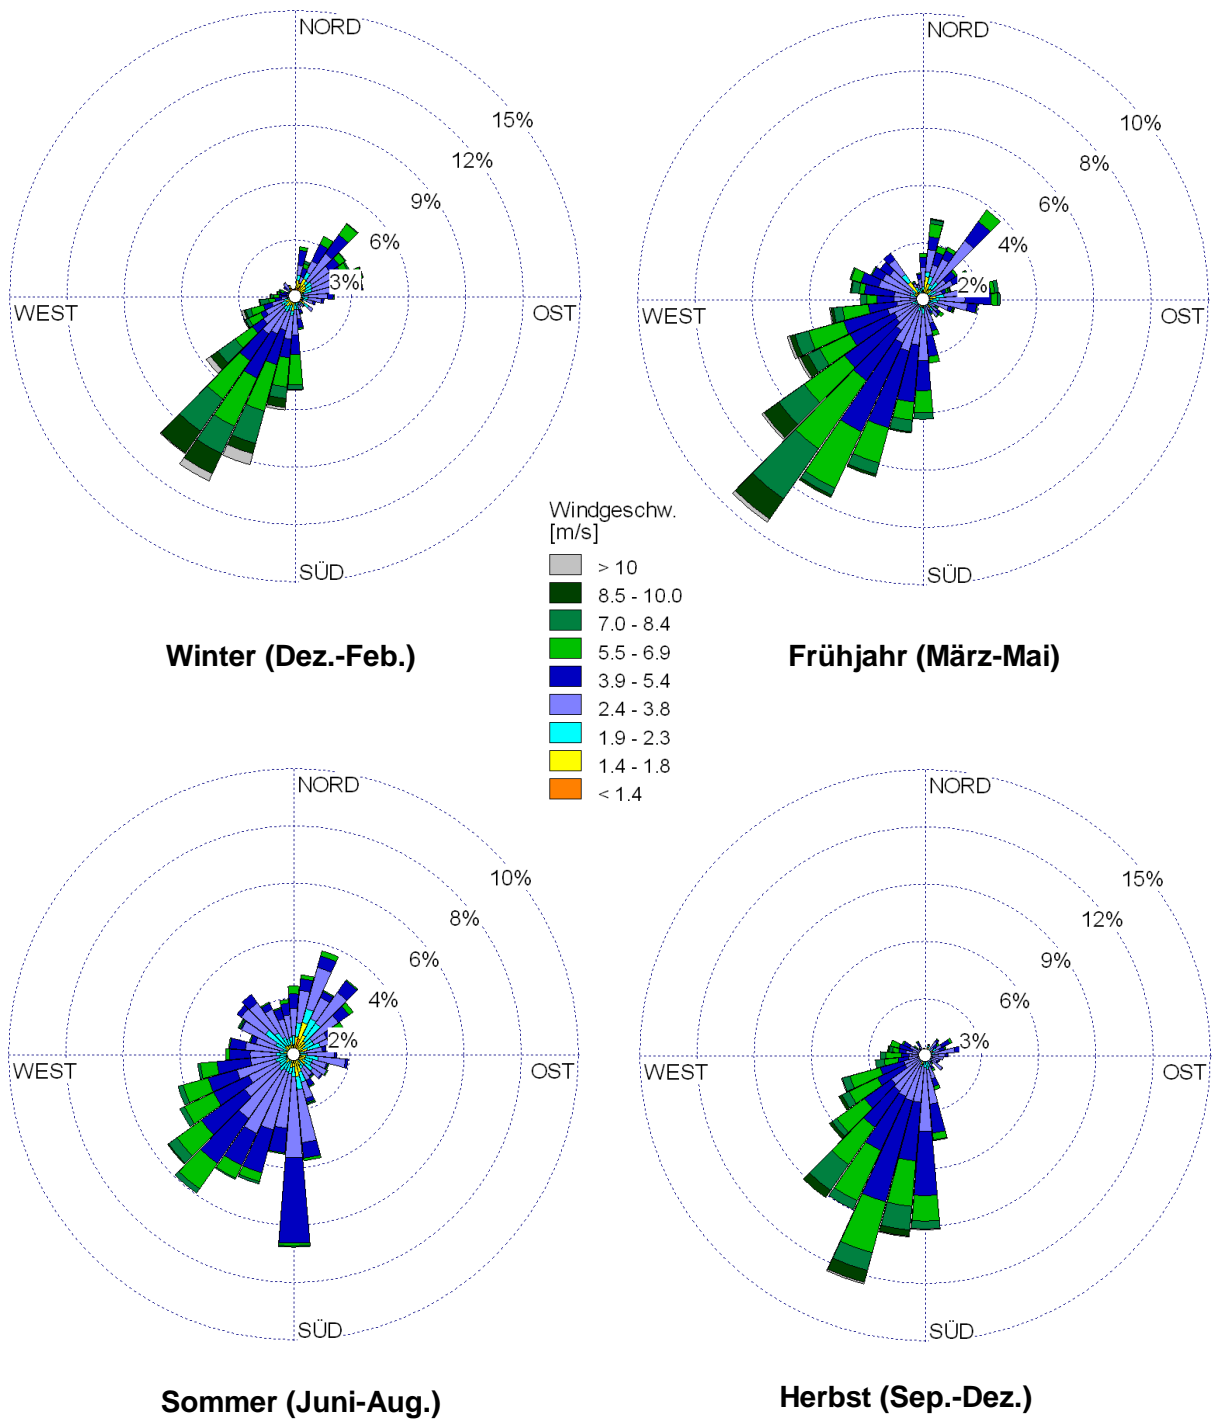 NORD
15%
12%
9%
6%
3%
WEST
OST
SÜD
Winter (Dez.-Feb.)
NORD
10%
8%
6%
4%
2%
WEST
OST
SÜD
Frühjahr (März-Mai)
Windgeschw.
[m/s]
> 10
8.5 - 10.0
7.0 - 8.4
5.5 - 6.9
3.9 - 5.4
2.4 - 3.8
1.9 - 2.3
1.4 - 1.8
< 1.4
NORD
10%
8%
6%
4%
2%
WEST
OST
SÜD
Sommer (Juni-Aug.)
NORD
15%
12%
9%
6%
3%
WEST
OST
SÜD
Herbst (Sep.-Dez.)